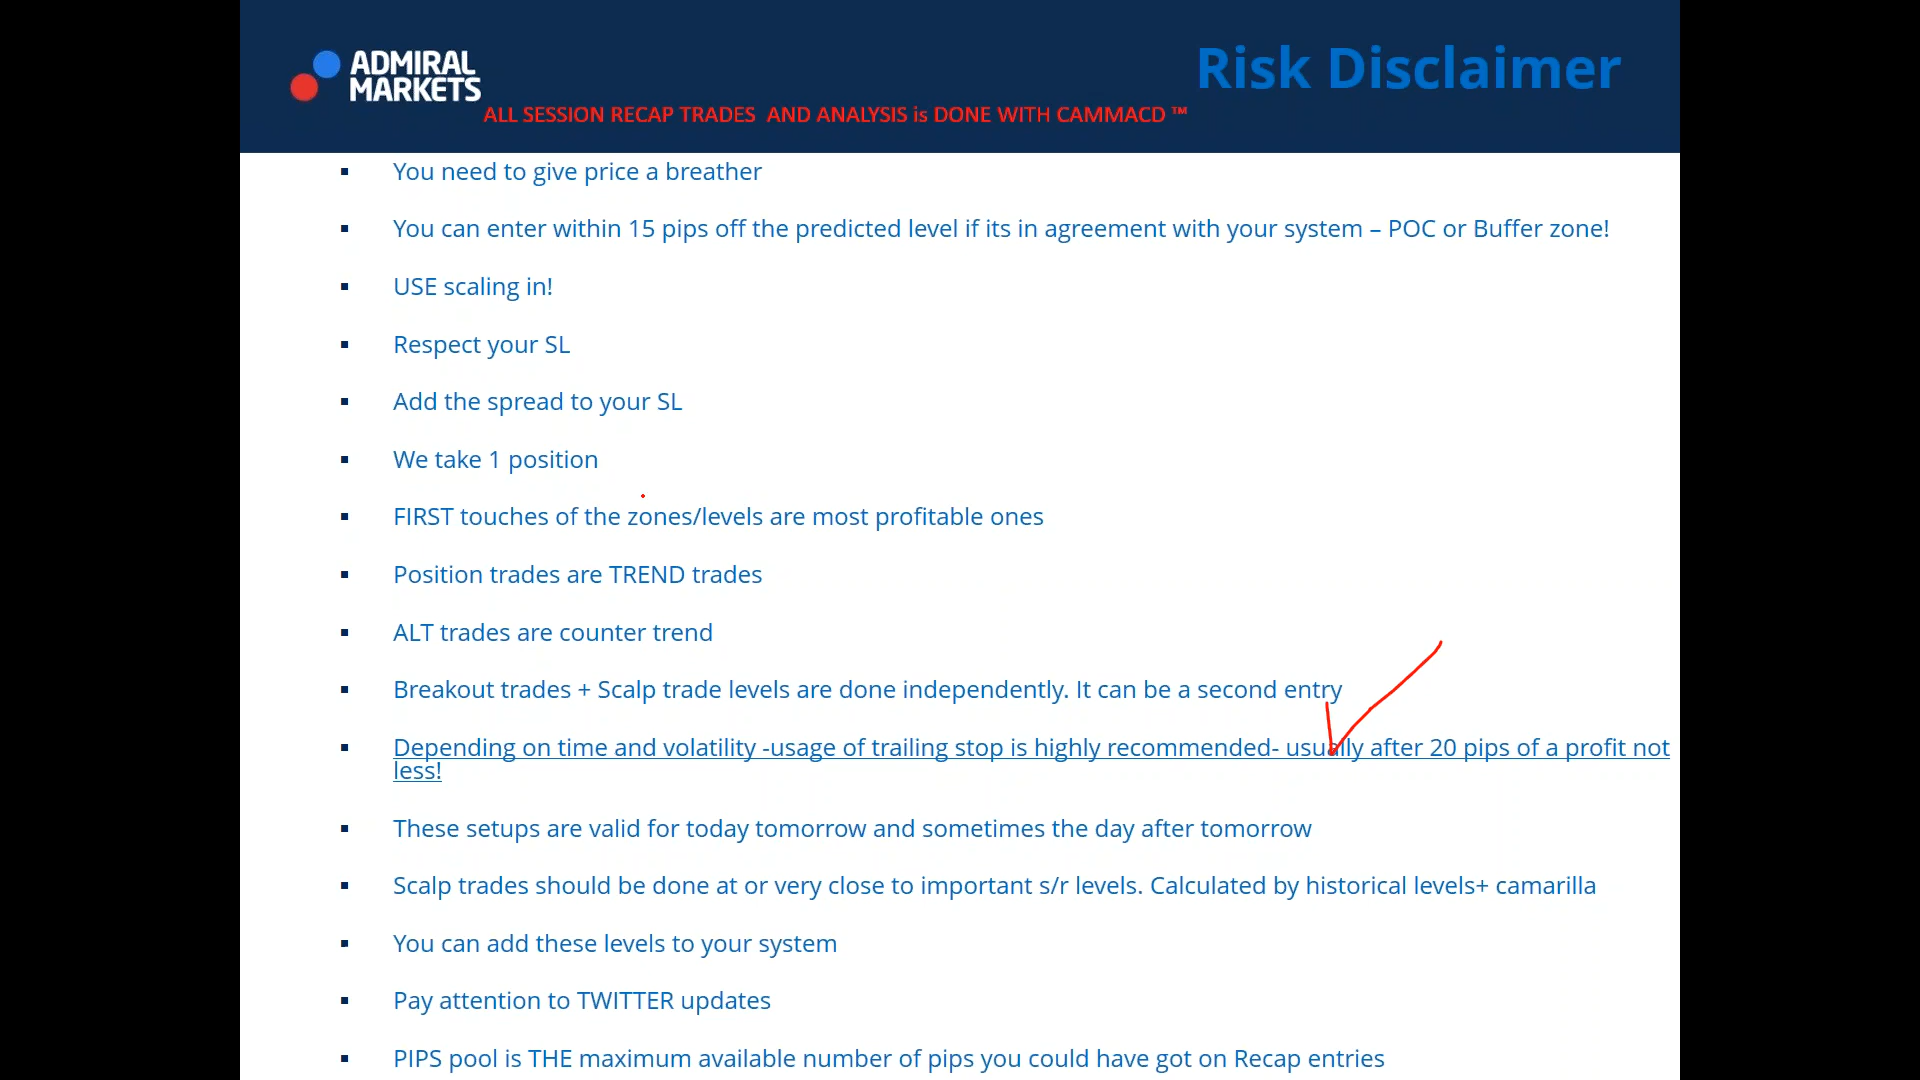 ADMIRAL
MARKETS
Risk Disclaimer
ALL SESSION RECAP TRADES AND ANALYSIS is DONE WITH CAMMACD ™
▪ You need to give price a breather
▪ You can enter within 15 pips off the predicted level if its in agreement with your system – POC or Buffer zone!
▪ USE scaling in!
▪ Respect your SL
▪ Add the spread to your SL
▪ We take 1 position
▪ FIRST touches of the zones/levels are most profitable ones
▪ Position trades are TREND trades
▪ ALT trades are counter trend
▪ Breakout trades + Scalp trade levels are done independently. It can be a second entry
▪ Depending on time and volatility -usage of trailing stop is highly recommended- usually after 20 pips of a profit not
less!
▪ These setups are valid for today tomorrow and sometimes the day after tomorrow
▪ Scalp trades should be done at or very close to important s/r levels. Calculated by historical levels+ camarilla
▪ You can add these levels to your system
▪ Pay attention to TWITTER updates
▪ PIPS pool is THE maximum available number of pips you could have got on Recap entries